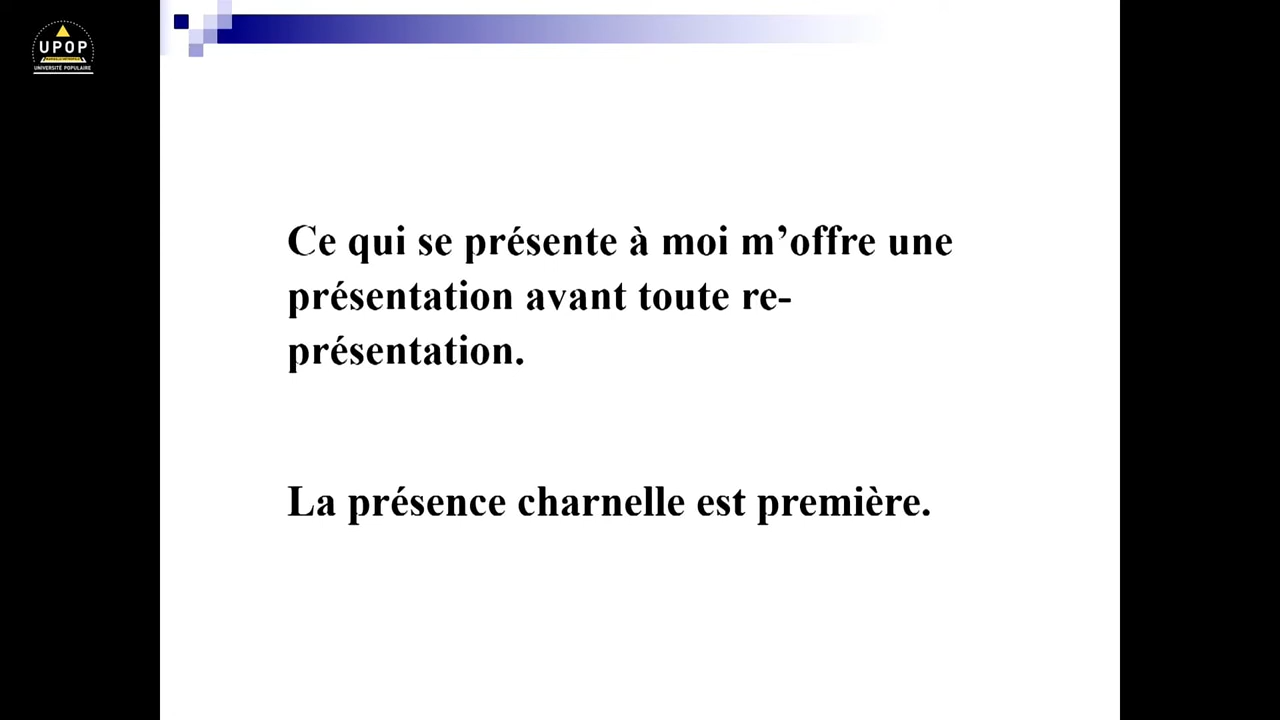 UPOP
UNIVERSITÉ POPULAIRE
Ce qui se présente à moi m’offre une
présentation avant toute re-
présentation.
La présence charnelle est première.